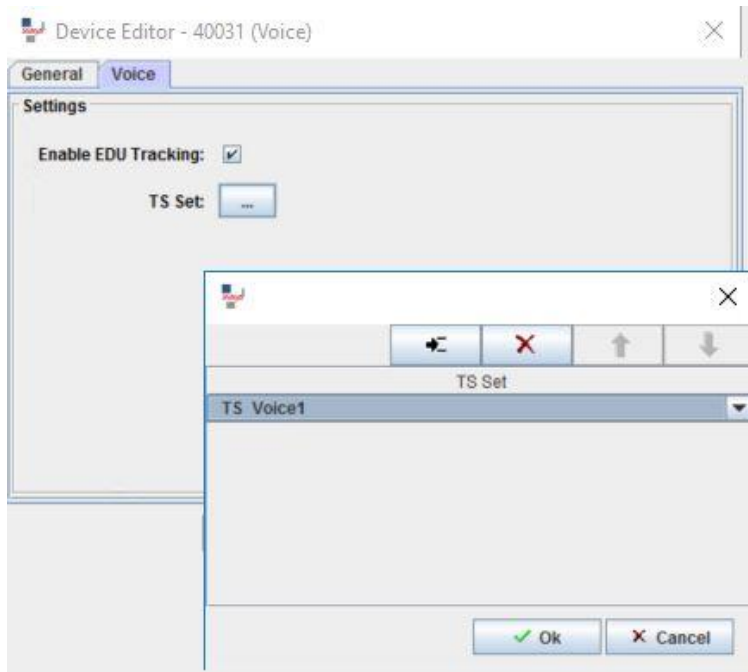 Device Editor - 40031 (Voice)
General Voice
Settings
Enable EDU Tracking:
TS Set: ...
TS Set
TS Voice1
Ok Cancel